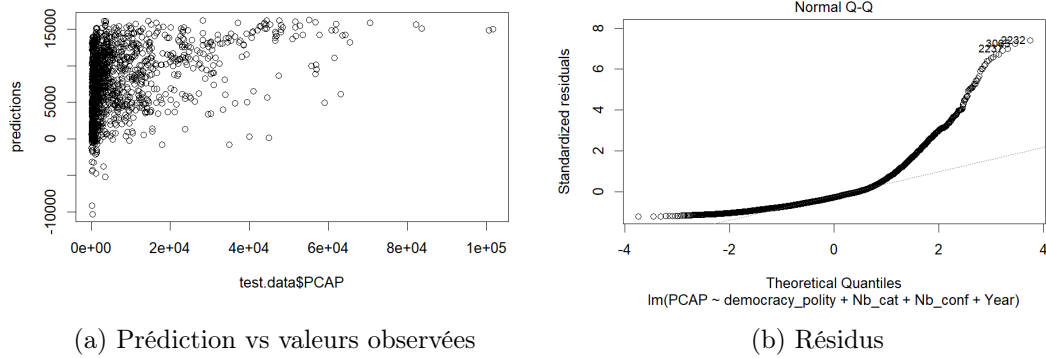 predictions
15000
5000
0
-10000
0e+00
2e+04
4e+04
6e+04
8e+04
1e+05
test.data$PCAP
(a) Prédiction vs valeurs observées
Normal Q-Q
Standardized residuals
8
6
4
2
0
2232
2237
-4
-2
0
2
4
Theoretical Quantiles
lm(PCAP ~ democracy_polity + Nb_cat + Nb_conf + Year)
(b) Résidus